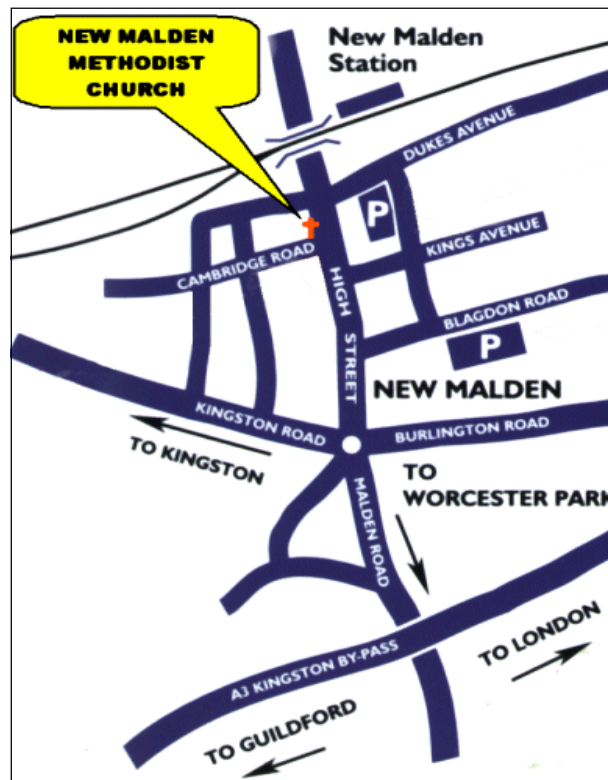 NEW MALDEN
METHODIST
CHURCH
New Malden
Station
DUKES AVENUE
P
KINGS AVENUE
CAMBRIDGE ROAD
HIGH STREET
BLAGDON ROAD
P
NEW MALDEN
KINGSTON ROAD
BURLINGTON ROAD
TO KINGSTON
TO
WORCESTER PARK
MALDEN ROAD
A3 KINGSTON BY-PASS
TO LONDON
TO GUILDFORD